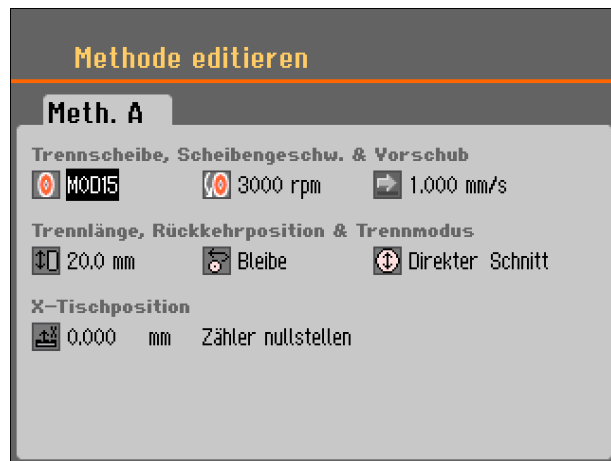 Methode editieren
Meth. A
Trennscheibe, Scheibengeschw. & Vorschub
MOD15 3000 rpm 1.000 mm/s
Trennlänge, Rückkehrposition & Trennmodus
20.0 mm Bleibe Direkter Schnitt
X-Tischposition
0.000 mm Zähler nullstellen